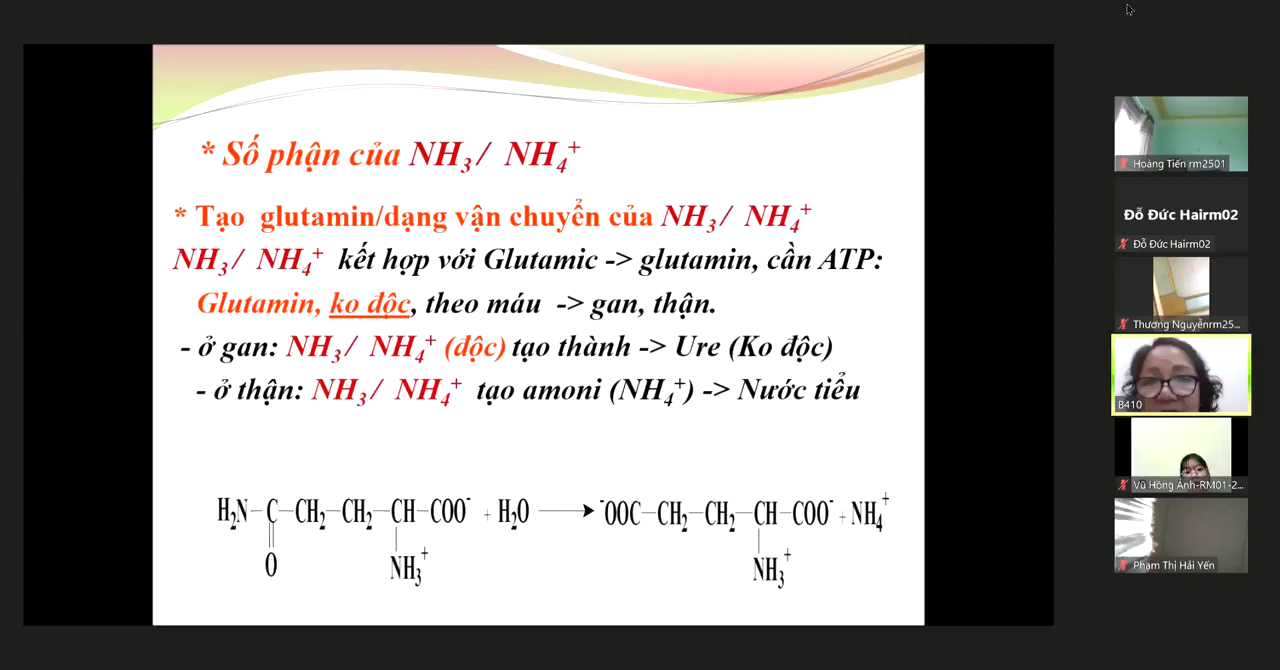 * Số phận của NH₃ / NH₄⁺
* Tạo glutamin/dạng vận chuyển của NH₃ / NH₄⁺
NH₃ / NH₄⁺ kết hợp với Glutamic -> glutamin, cần ATP:
Glutamin, ko độc, theo máu -> gan, thận.
- ở gan: NH₃ / NH₄⁺ (độc) tạo thành -> Ure (Ko độc)
- ở thận: NH₃ / NH₄⁺ tạo amoni (NH₄⁺) -> Nước tiểu
H₂N–C–CH₂–CH₂–CH–COO⁻ + H₂O ⟶ ⁻OOC–CH₂–CH₂–CH–COO⁻ + NH₄⁺
O NH₃⁺ NH₃⁺
Hoàng Tiến rm2501
Đỗ Đức Hairm02
Đỗ Đức Hairm02
Thương Nguyễnrm25...
B410
Vũ Hồng Ánh-RM01-2...
Phạm Thị Hải Yến